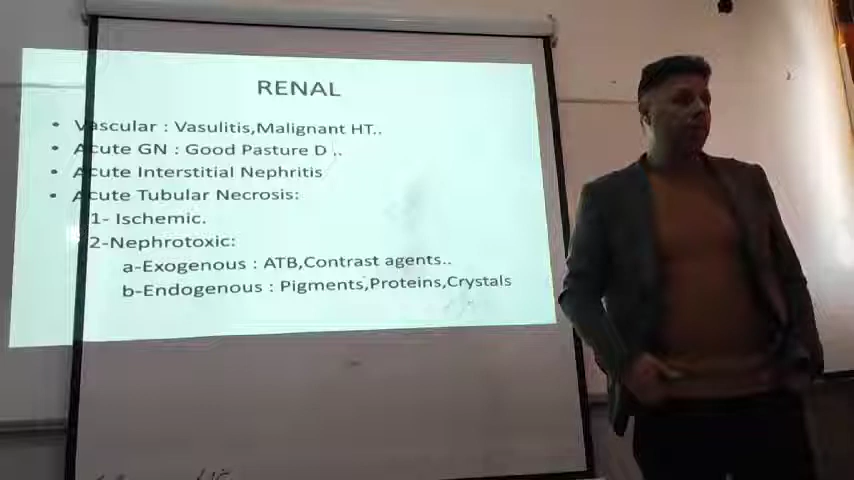 RENAL
• Vascular : Vasulitis,Malignant HT..
• Acute GN : Good Pasture D ..
• Acute Interstitial Nephritis
• Acute Tubular Necrosis:
1- Ischemic.
2-Nephrotoxic:
a-Exogenous : ATB,Contrast agents..
b-Endogenous : Pigments,Proteins,Crystals